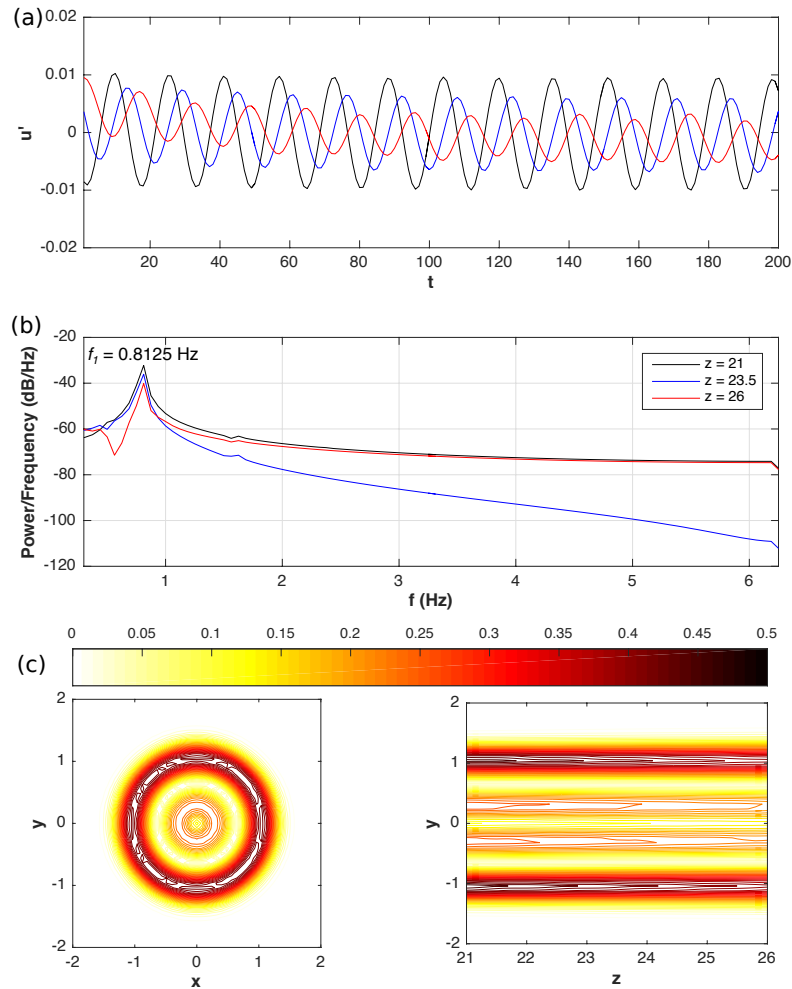 (a)
0.02
0.01
0
-0.01
-0.02
u'
20 40 60 80 100 120 140 160 180 200
t
(b)
-20
-40
-60
-80
-100
-120
Power/Frequency (dB/Hz)
f1 = 0.8125 Hz
z = 21
z = 23.5
z = 26
1 2 3 4 5 6
f (Hz)
0 0.05 0.1 0.15 0.2 0.25 0.3 0.35 0.4 0.45 0.5
(c)
2
1
0
-1
-2
y
-2 -1 0 1 2
x
2
1
0
-1
-2
y
21 22 23 24 25 26
z